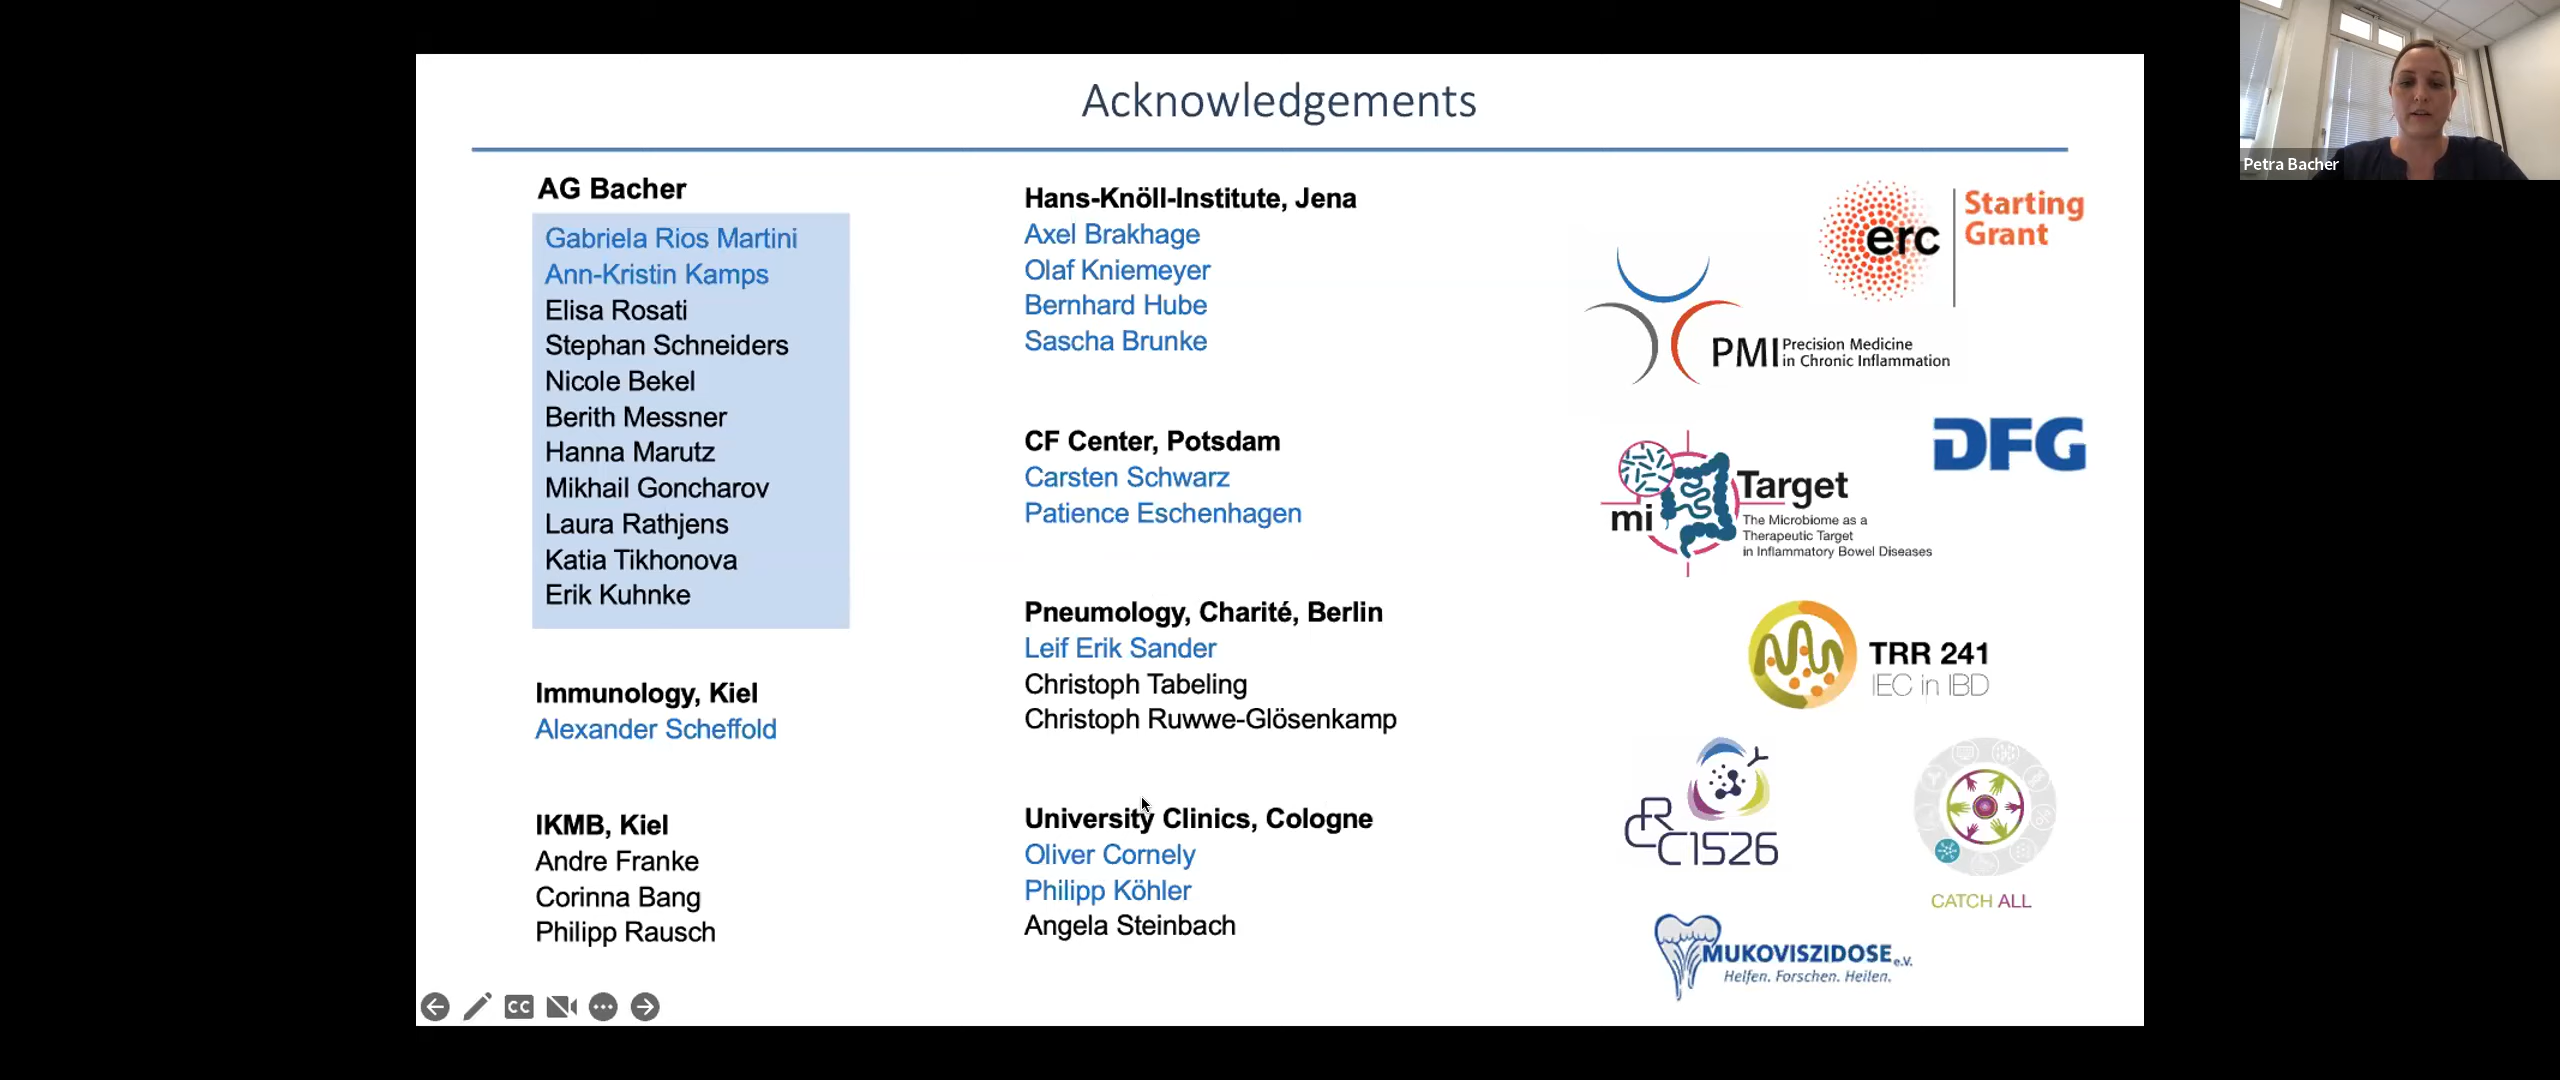 Acknowledgements
AG Bacher
Gabriela Rios Martini
Ann-Kristin Kamps
Elisa Rosati
Stephan Schneiders
Nicole Bekel
Berith Messner
Hanna Marutz
Mikhail Goncharov
Laura Rathjens
Katia Tikhonova
Erik Kuhnke
Immunology, Kiel
Alexander Scheffold
IKMB, Kiel
Andre Franke
Corinna Bang
Philipp Rausch
Hans-Knöll-Institute, Jena
Axel Brakhage
Olaf Kniemeyer
Bernhard Hube
Sascha Brunke
CF Center, Potsdam
Carsten Schwarz
Patience Eschenhagen
Pneumology, Charité, Berlin
Leif Erik Sander
Christoph Tabeling
Christoph Ruwwe-Glösenkamp
University Clinics, Cologne
Oliver Cornely
Philipp Köhler
Angela Steinbach
erc
Starting
Grant
PMI
Precision Medicine
in Chronic Inflammation
DFG
mi Target
The Microbiome as a
Therapeutic Target
in Inflammatory Bowel Diseases
TRR 241
IEC in IBD
CRC1526
CATCH ALL
MUKOVISZIDOSE e.V.
Helfen. Forschen. Heilen.
CC
Petra Bacher